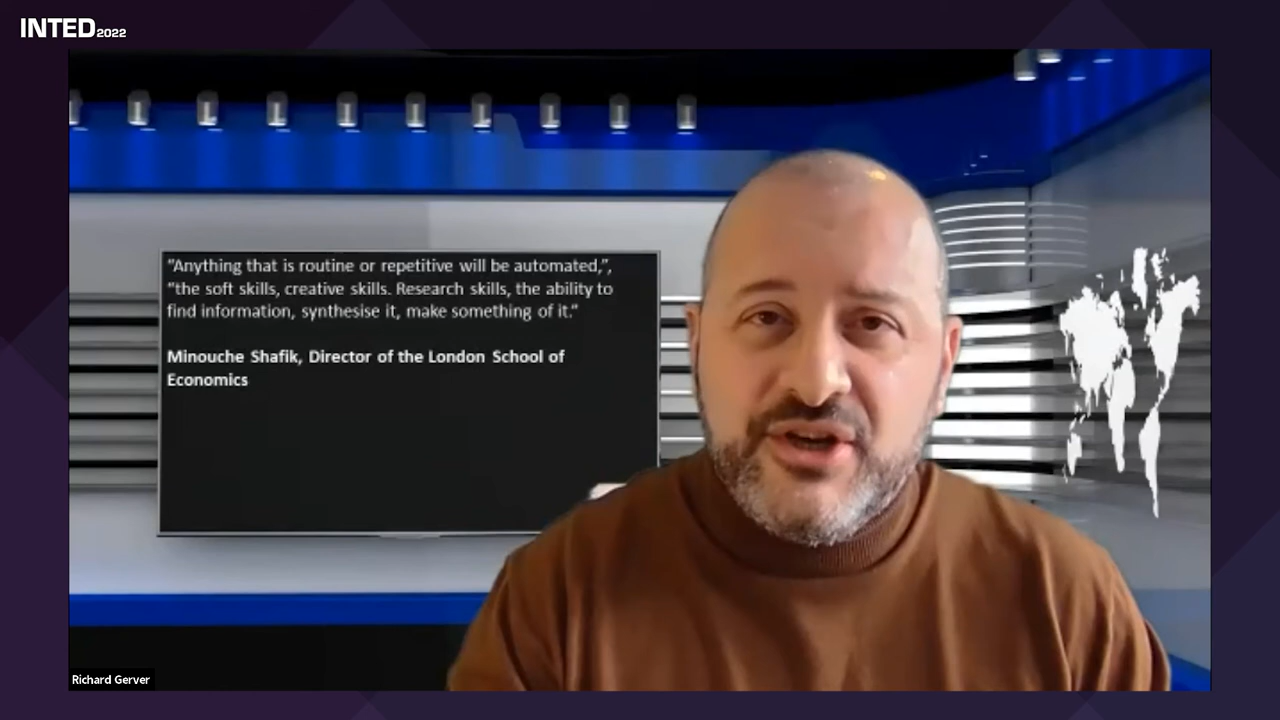 INTED2022
“Anything that is routine or repetitive will be automated,”,
“the soft skills, creative skills. Research skills, the ability to
find information, synthesise it, make something of it.”
Minouche Shafik, Director of the London School of
Economics
Richard Gerver